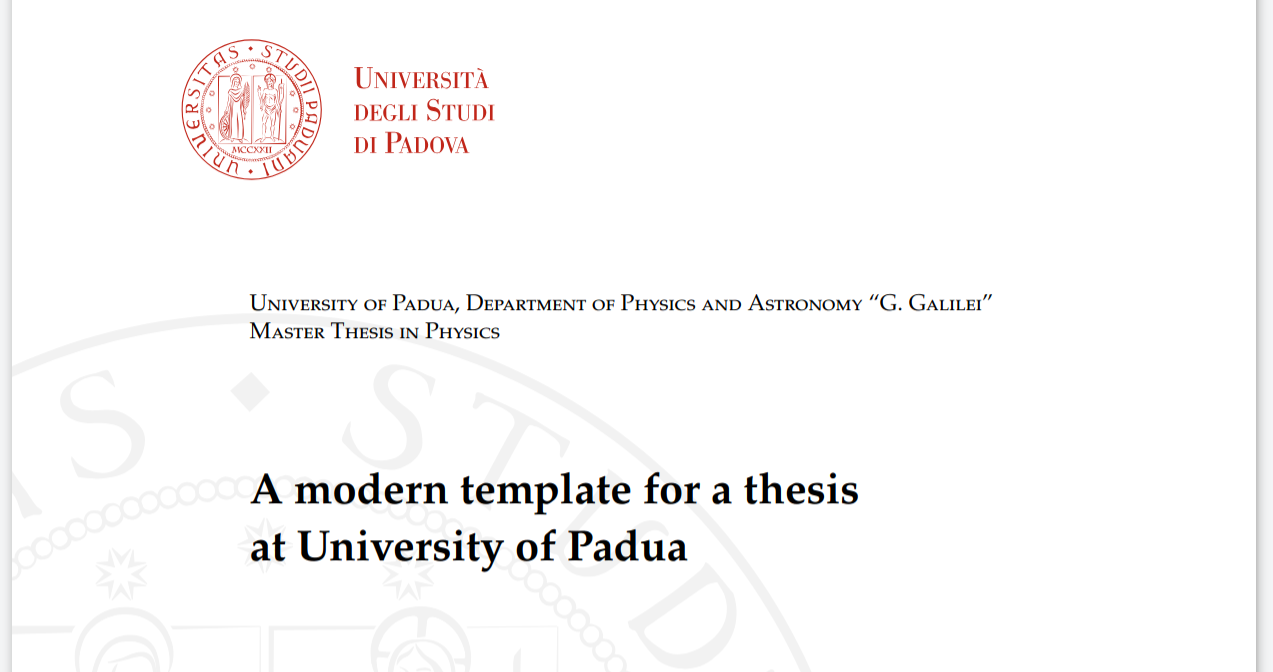 UNIVERSITAS • STUDII PADUANI •
MCCXXII
Università
degli Studi
di Padova
University of Padua, Department of Physics and Astronomy “G. Galilei”
Master Thesis in Physics
S • STUD
A modern template for a thesis
at University of Padua